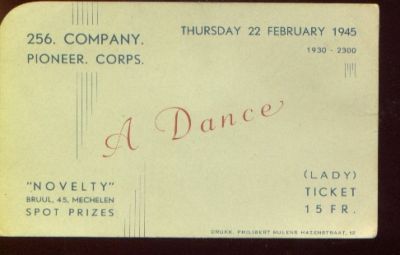 256. COMPANY.
PIONEER. CORPS.
THURSDAY 22 FEBRUARY 1945
1930 - 2300
A Dance
"NOVELTY"
BRUUL, 45, MECHELEN
SPOT PRIZES
(LADY)
TICKET
15 FR.
DRUKK. PHILIBERT MULENS HAZENSTRAAT, 12